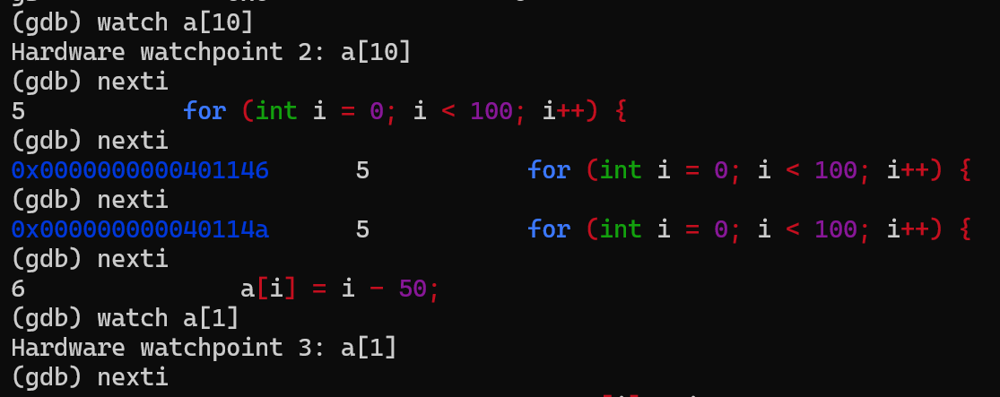 (gdb) watch a[10]
Hardware watchpoint 2: a[10]
(gdb) nexti
5 for (int i = 0; i < 100; i++) {
(gdb) nexti
0x0000000000401146 5 for (int i = 0; i < 100; i++) {
(gdb) nexti
0x000000000040114a 5 for (int i = 0; i < 100; i++) {
(gdb) nexti
6 a[i] = i - 50;
(gdb) watch a[1]
Hardware watchpoint 3: a[1]
(gdb) nexti